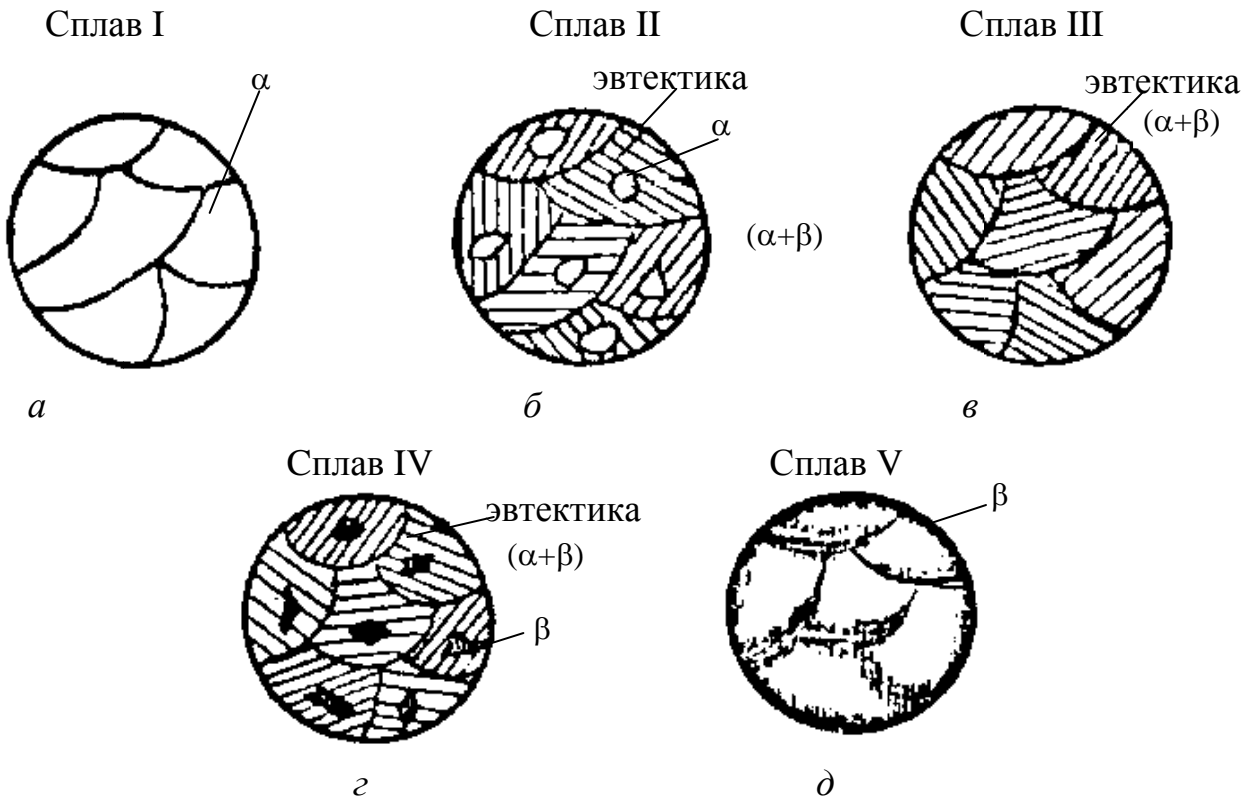 Сплав I
Сплав II
Сплав III
α
эвтектика
α
(α+β)
эвтектика
(α+β)
а
б
в
Сплав IV
Сплав V
эвтектика
(α+β)
β
β
г
д